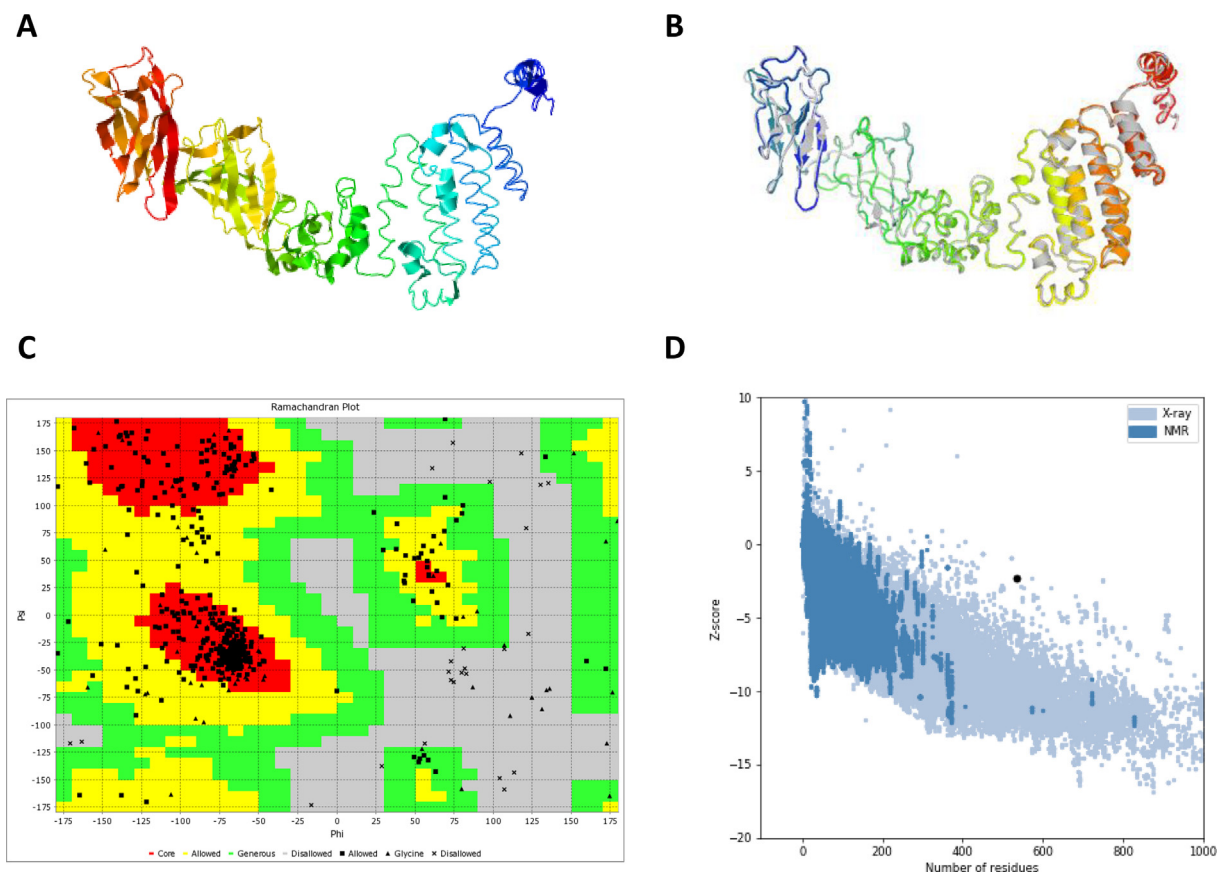 A
B
C
Ramachandran Plot
175
150
125
100
75
50
25
0
-25
-50
-75
-100
-125
-150
-175
Psi
-175 -150 -125 -100 -75 -50 -25 0 25 50 75 100 125 150 175
Phi
Core Allowed Generous Disallowed Allowed Glycine Disallowed
D
X-ray
NMR
10
5
0
-5
-10
-15
-20
Z-score
0 200 400 600 800 1000
Number of residues